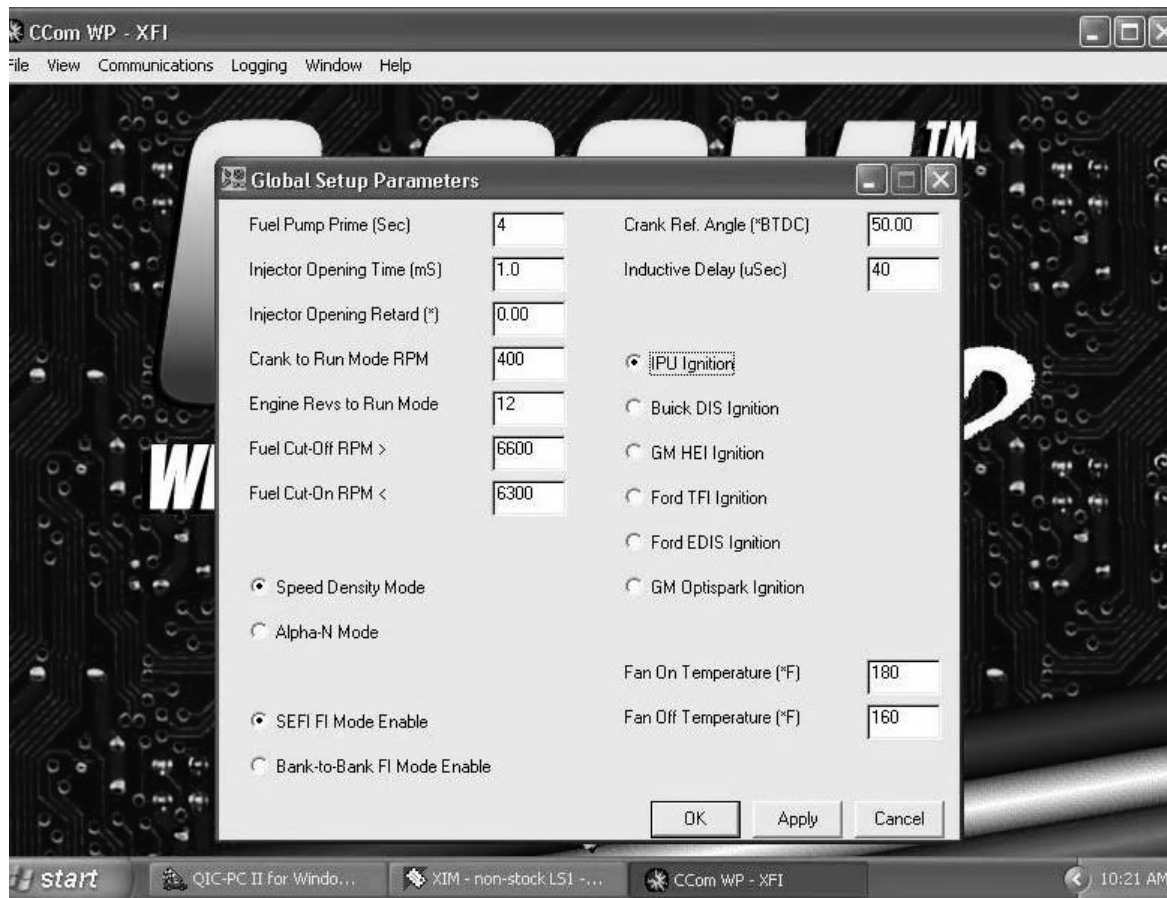 CCom WP - XFI
File View Communications Logging Window Help
TM
Global Setup Parameters
Fuel Pump Prime (Sec) 4
Injector Opening Time (mS) 1.0
Injector Opening Retard (*) 0.00
Crank to Run Mode RPM 400
Engine Revs to Run Mode 12
Fuel Cut-Off RPM > 6600
Fuel Cut-On RPM < 6300
Speed Density Mode
Alpha-N Mode
SEFI FI Mode Enable
Bank-to-Bank FI Mode Enable
Crank Ref. Angle (*BTDC) 50.00
Inductive Delay (uSec) 40
IPU Ignition
Buick DIS Ignition
GM HEI Ignition
Ford TFI Ignition
Ford EDIS Ignition
GM Optispark Ignition
Fan On Temperature (*F) 180
Fan Off Temperature (*F) 160
OK Apply Cancel
start QIC-PC II for Windo... XIM - non-stock LS1 -... CCom WP - XFI 10:21 AM